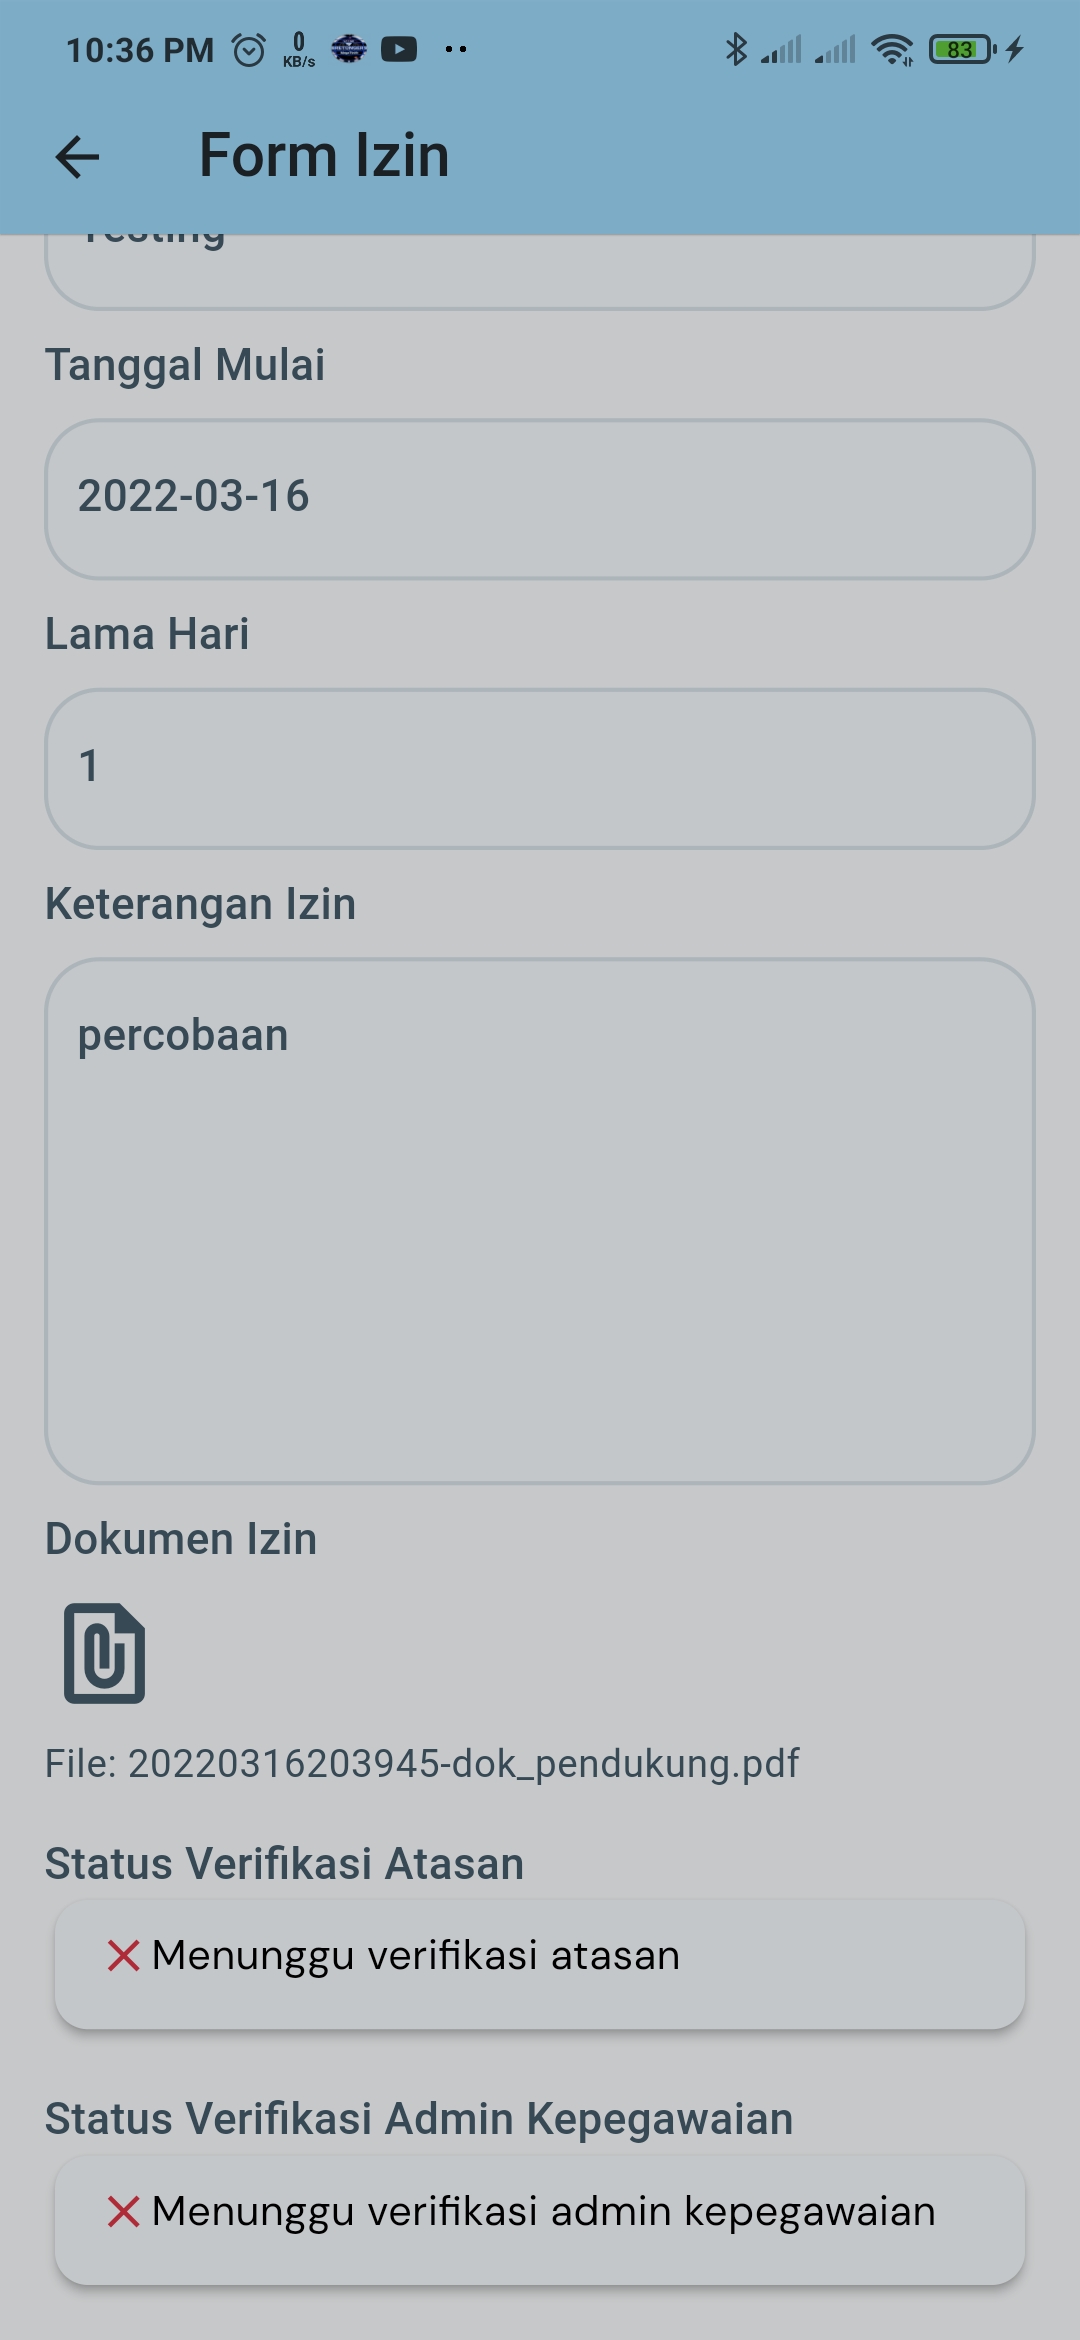 10:36 PM 0 KB/s 83
Form Izin
Testing
Tanggal Mulai
2022-03-16
Lama Hari
1
Keterangan Izin
percobaan
Dokumen Izin
File: 20220316203945-dok_pendukung.pdf
Status Verifikasi Atasan
Menunggu verifikasi atasan
Status Verifikasi Admin Kepegawaian
Menunggu verifikasi admin kepegawaian